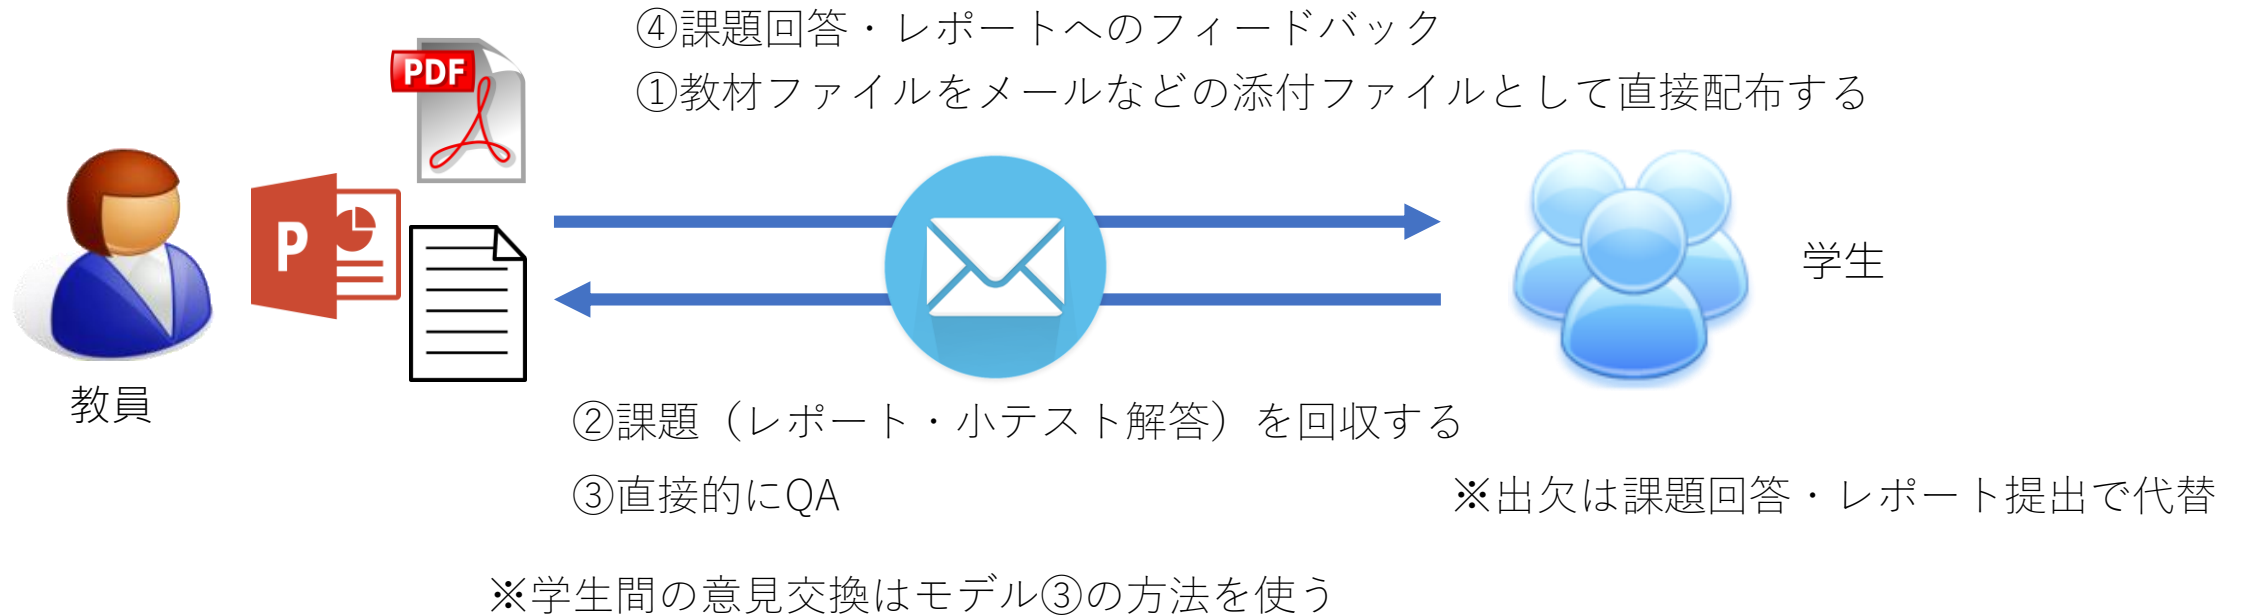 ④課題回答・レポートへのフィードバック
①教材ファイルをメールなどの添付ファイルとして直接配布する
PDF
P
学生
教員
②課題（レポート・小テスト解答）を回収する
③直接的にQA
※出欠は課題回答・レポート提出で代替
※学生間の意見交換はモデル③の方法を使う